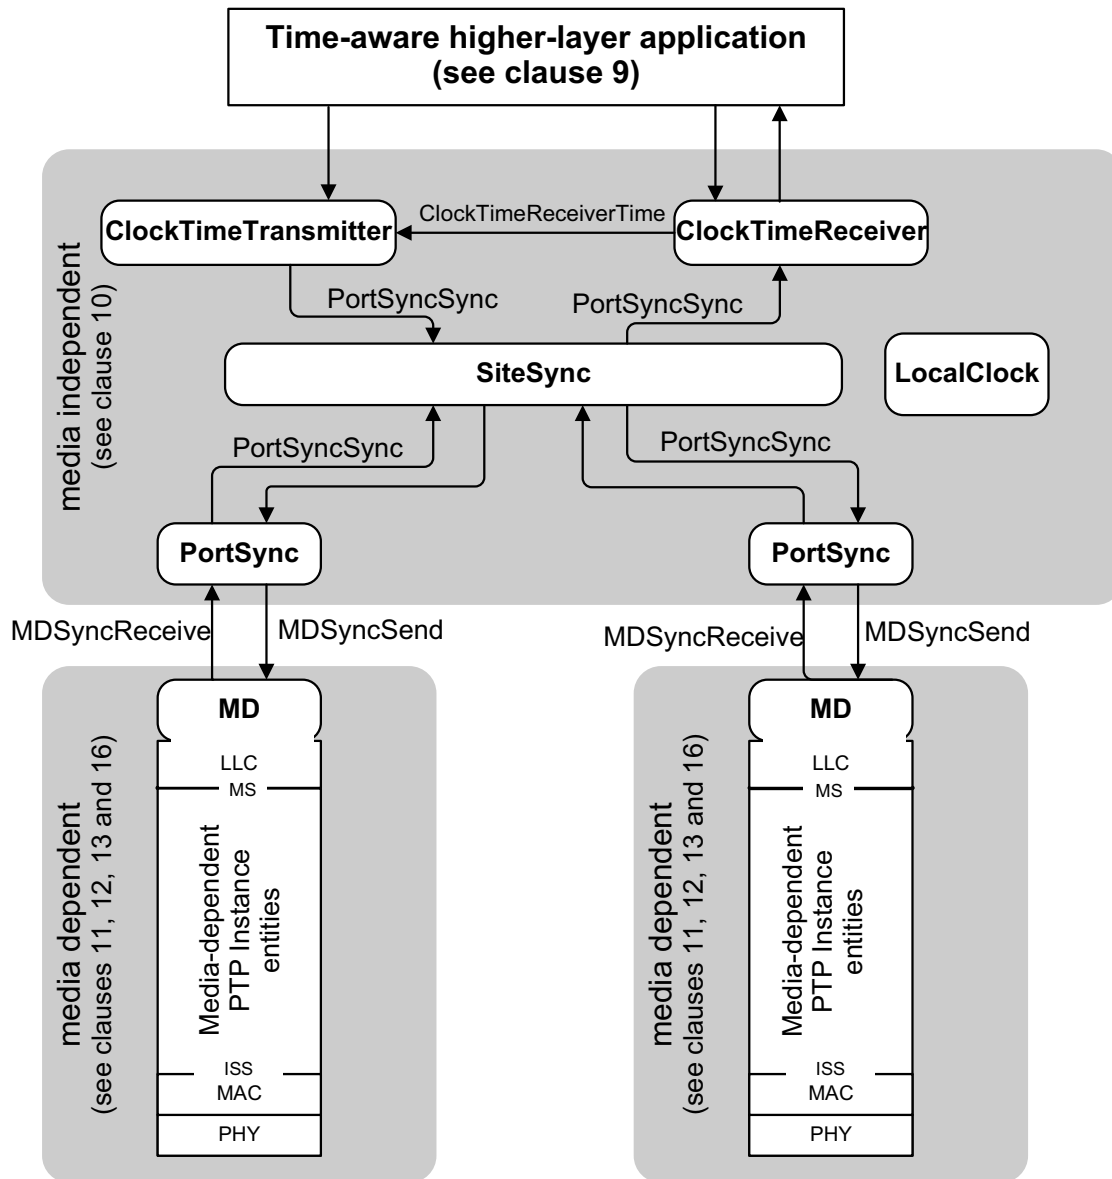 Time-aware higher-layer application
(see clause 9)
media independent
(see clause 10)
ClockTimeTransmitter
ClockTimeReceiverTime
ClockTimeReceiver
PortSyncSync
PortSyncSync
SiteSync
LocalClock
PortSyncSync
PortSyncSync
PortSync
PortSync
MDSyncReceive
MDSyncSend
MDSyncReceive
MDSyncSend
media dependent
(see clauses 11, 12, 13 and 16)
MD
LLC
MS
Media-dependent
PTP Instance
entities
ISS
MAC
PHY
media dependent
(see clauses 11, 12, 13 and 16)
MD
LLC
MS
Media-dependent
PTP Instance
entities
ISS
MAC
PHY